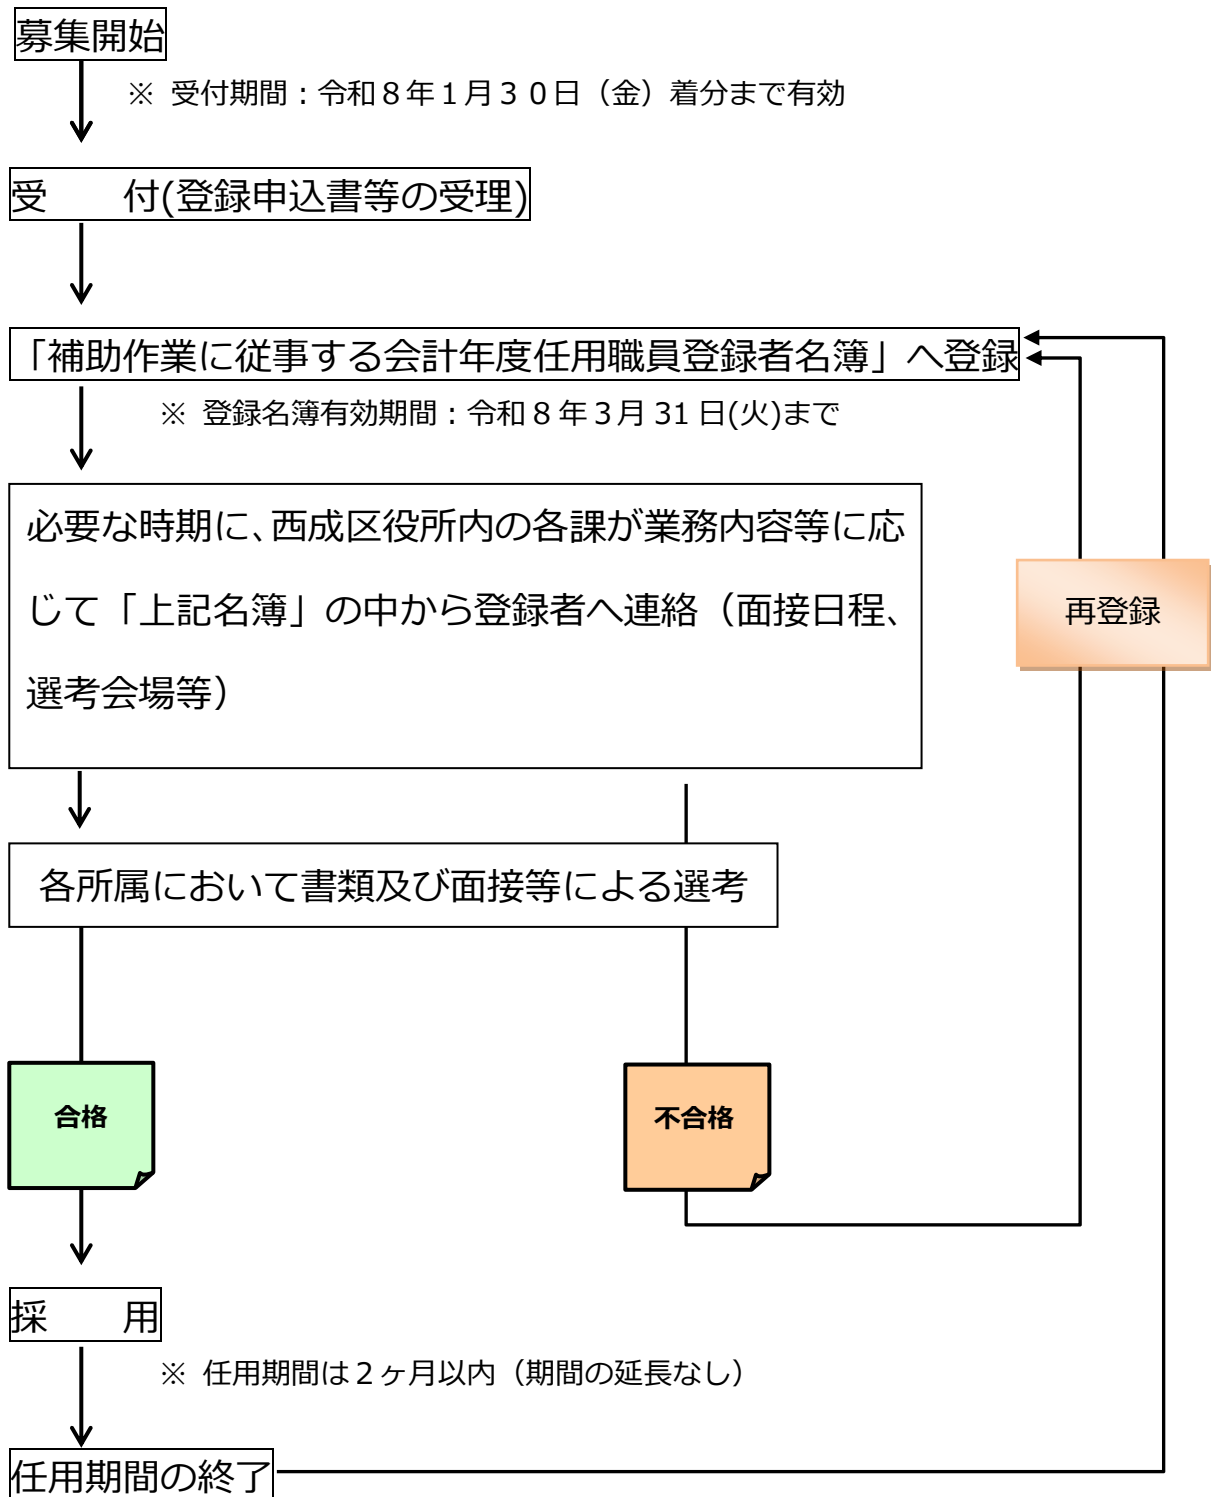 募集開始
※ 受付期間：令和８年１月３０日（金）着分まで有効
受　　付(登録申込書等の受理)
「補助作業に従事する会計年度任用職員登録者名簿」へ登録
※ 登録名簿有効期間：令和８年３月 31 日(火)まで
必要な時期に、西成区役所内の各課が業務内容等に応
じて「上記名簿」の中から登録者へ連絡（面接日程、
選考会場等）
再登録
各所属において書類及び面接等による選考
合格
不合格
採　　用
※ 任用期間は２ヶ月以内（期間の延長なし）
任用期間の終了